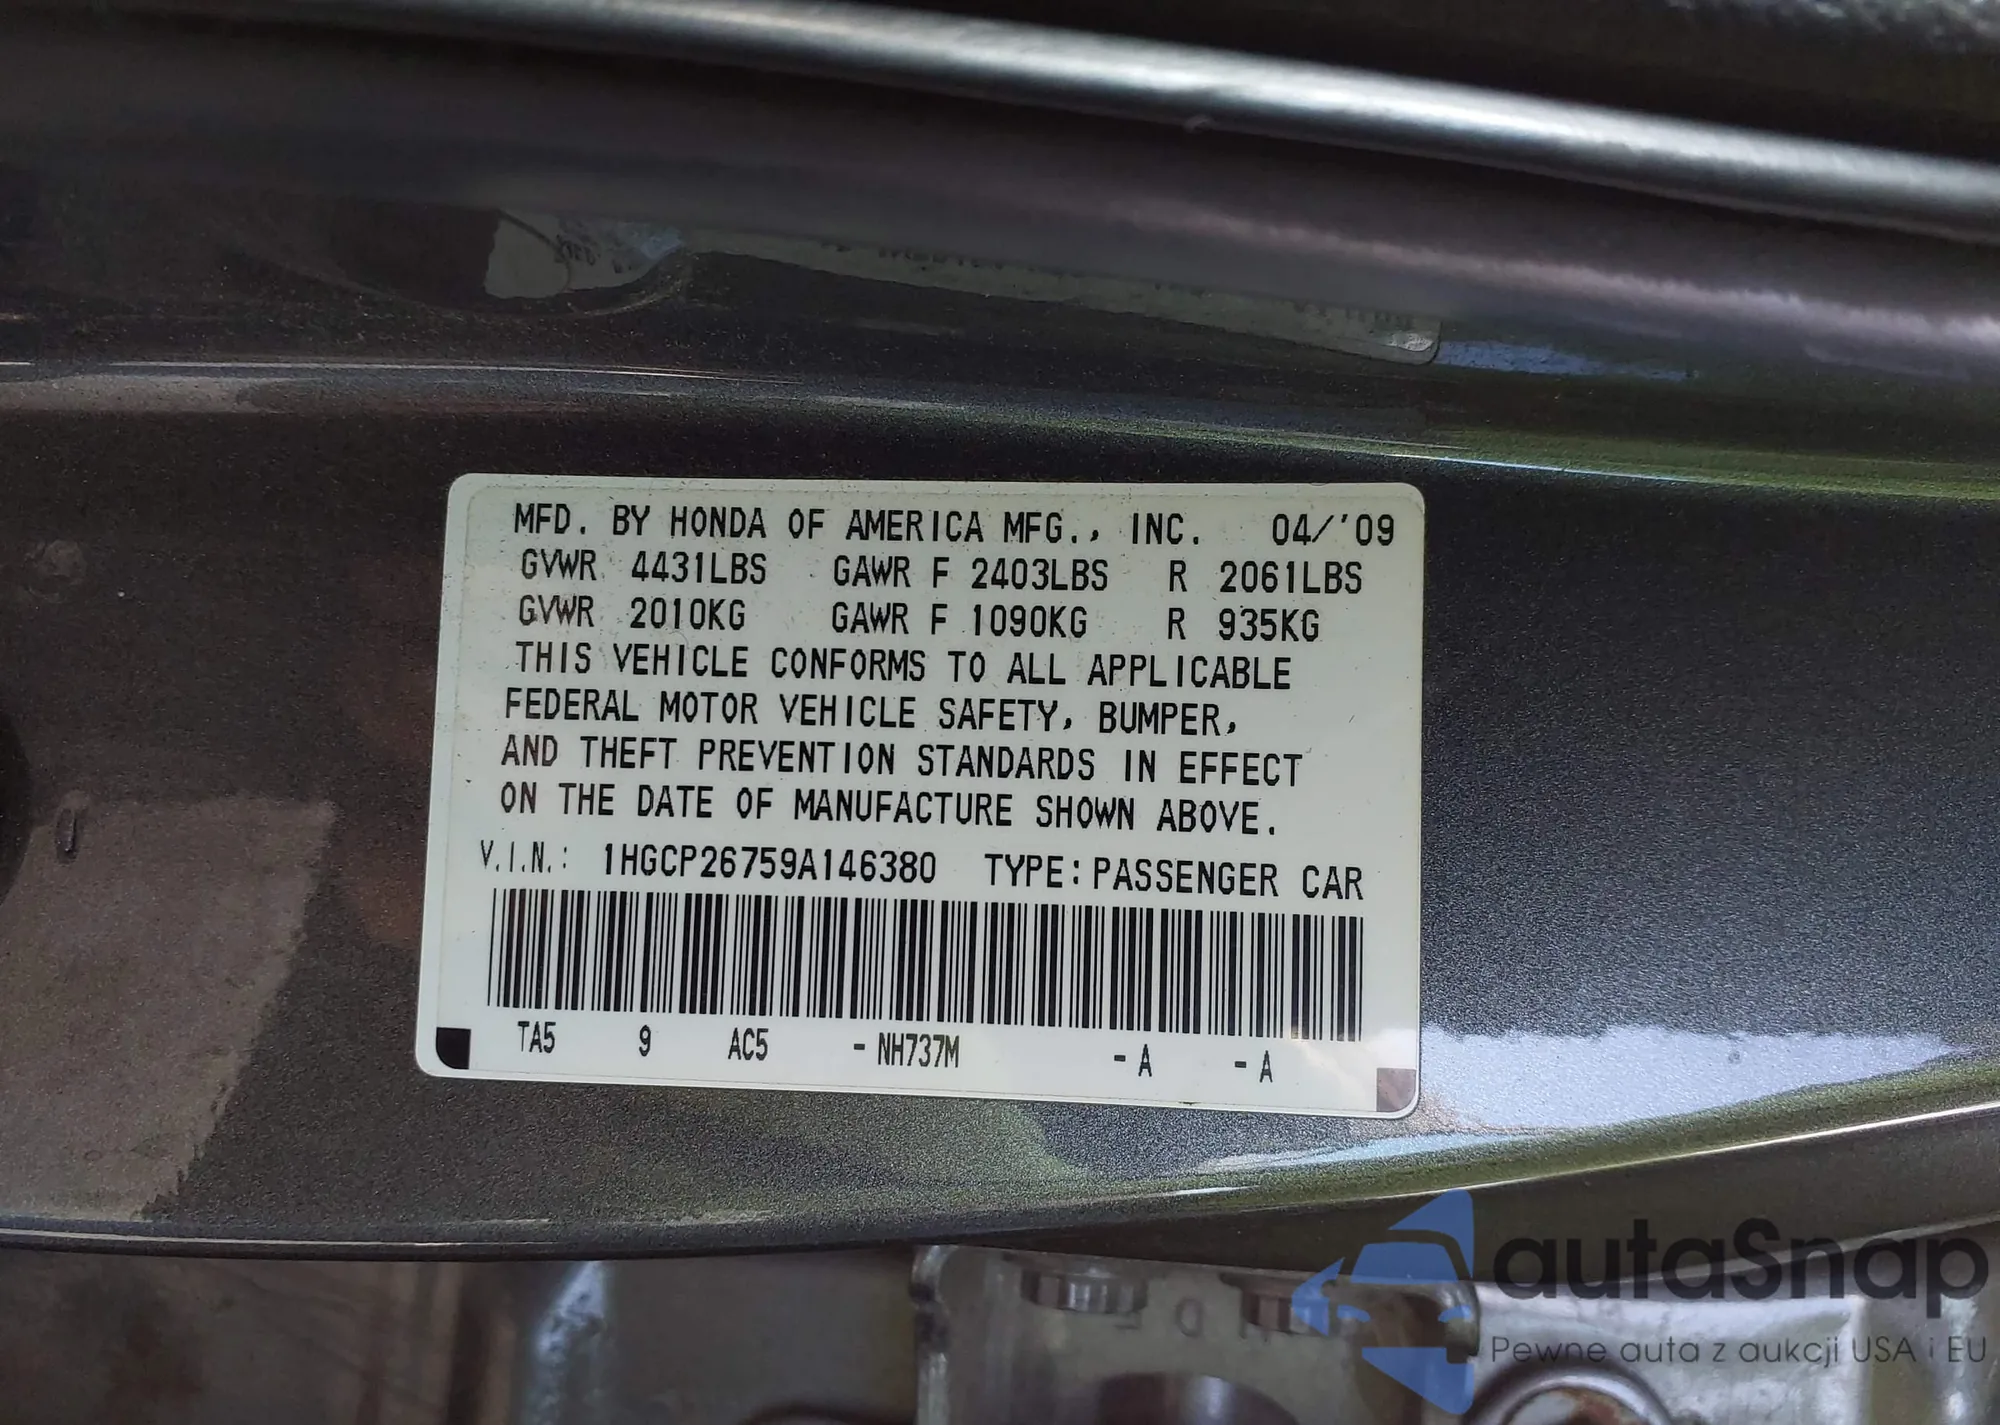 MFD. BY HONDA OF AMERICA MFG., INC. 04/'09
GVWR 4431LBS GAWR F 2403LBS R 2061LBS
GVWR 2010KG GAWR F 1090KG R 935KG
THIS VEHICLE CONFORMS TO ALL APPLICABLE
FEDERAL MOTOR VEHICLE SAFETY, BUMPER,
AND THEFT PREVENTION STANDARDS IN EFFECT
ON THE DATE OF MANUFACTURE SHOWN ABOVE.
V.I.N.: 1HGCP26759A146380 TYPE: PASSENGER CAR
TA5 9 AC5 -NH737M -A -A
autaSnap
Pewne auta z aukcji USA i EU